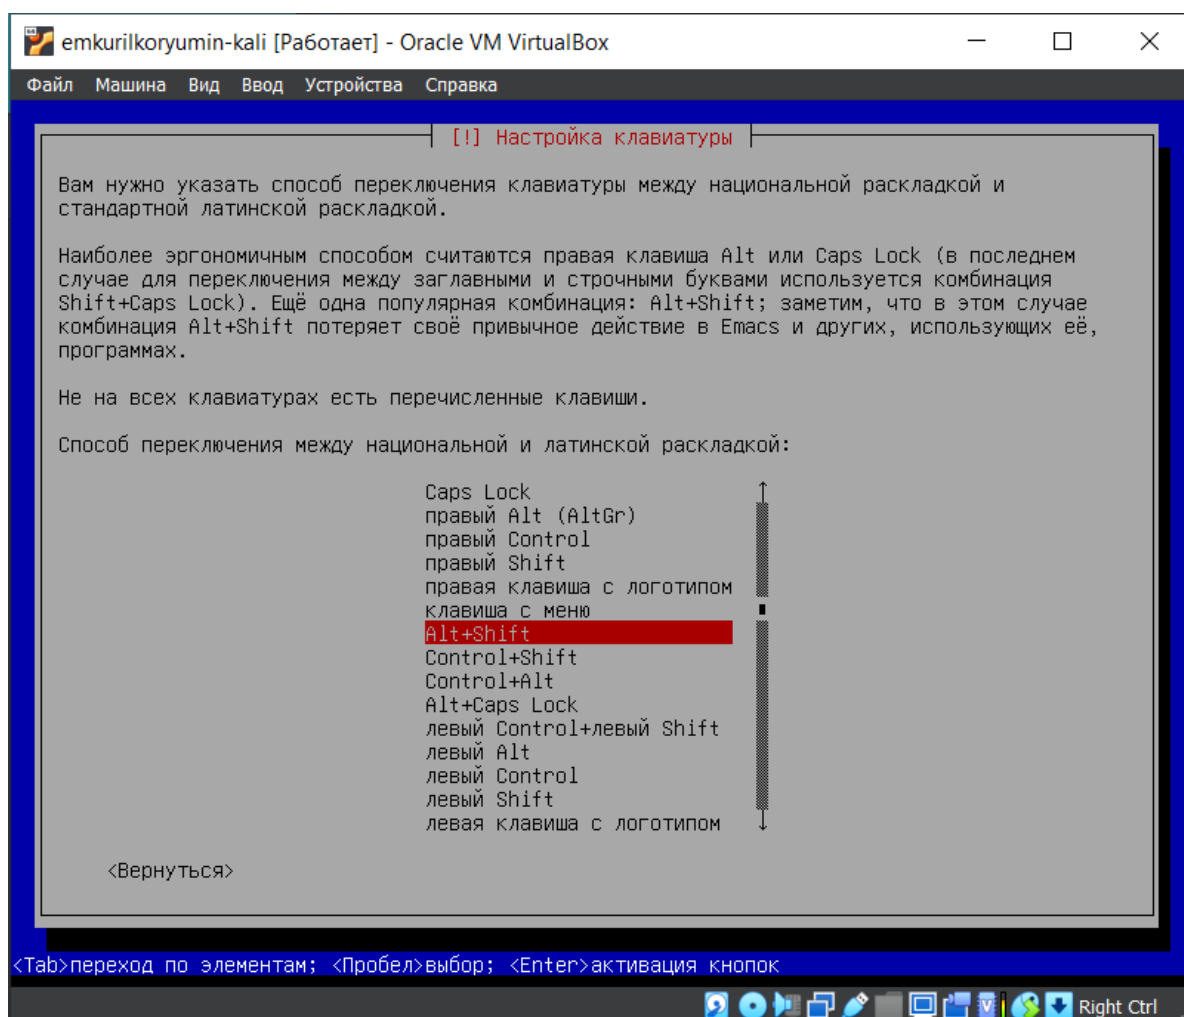 emkurilkoryumin-kali [Работает] - Oracle VM VirtualBox
Файл Машина Вид Ввод Устройства Справка
[!] Настройка клавиатуры
Вам нужно указать способ переключения клавиатуры между национальной раскладкой и
стандартной латинской раскладкой.
Наиболее эргономичным способом считаются правая клавиша Alt или Caps Lock (в последнем
случае для переключения между заглавными и строчными буквами используется комбинация
Shift+Caps Lock). Ещё одна популярная комбинация: Alt+Shift; заметим, что в этом случае
комбинация Alt+Shift потеряет своё привычное действие в Emacs и других, использующих её,
программах.
Не на всех клавиатурах есть перечисленные клавиши.
Способ переключения между национальной и латинской раскладкой:
Caps Lock
правый Alt (AltGr)
правый Control
правый Shift
правая клавиша с логотипом
клавиша с меню
Alt+Shift
Control+Shift
Control+Alt
Alt+Caps Lock
левый Control+левый Shift
левый Alt
левый Control
левый Shift
левая клавиша с логотипом
<Вернуться>
<Tab>переход по элементам; <Пробел>выбор; <Enter>активация кнопок
Right Ctrl